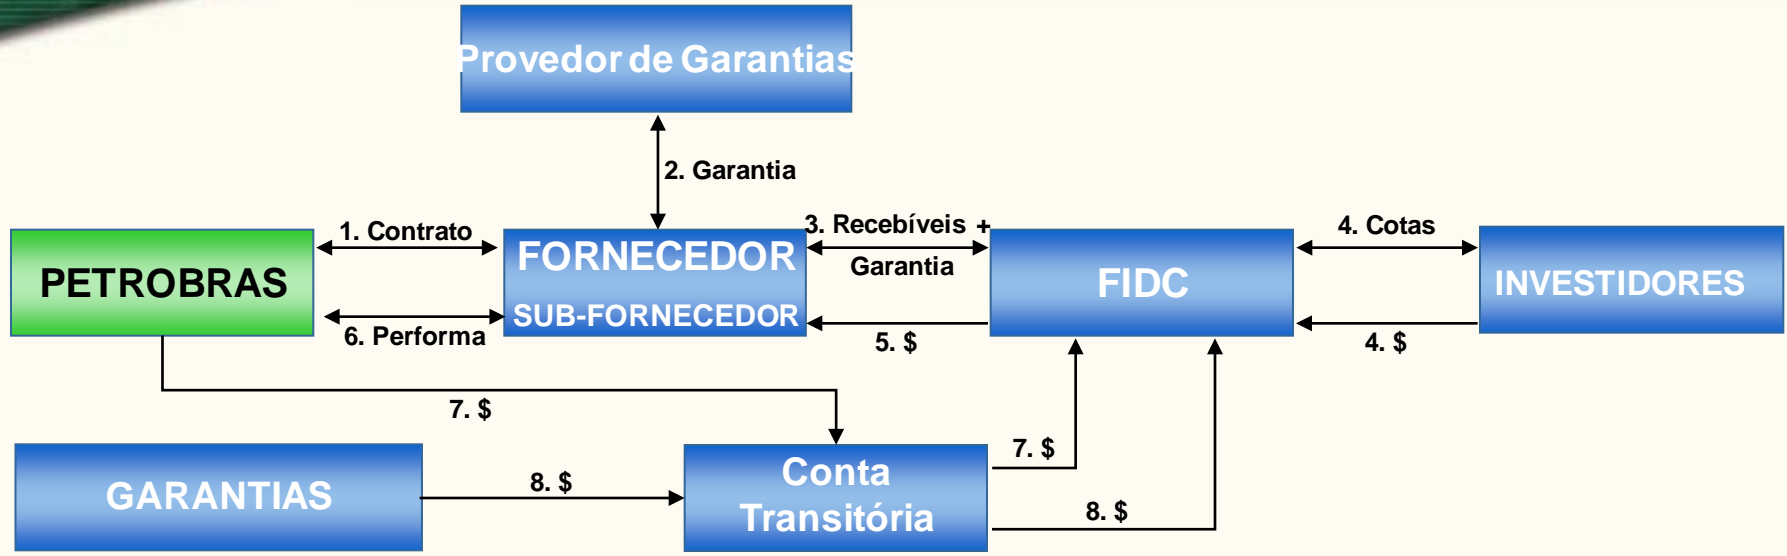 Provedor de Garantias
2. Garantia
1. Contrato
3. Recebíveis +
Garantia
4. Cotas
PETROBRAS
FORNECEDOR
SUB-FORNECEDOR
FIDC
INVESTIDORES
6. Performa
5. $
4. $
7. $
GARANTIAS
8. $
Conta
Transitória
7. $
8. $